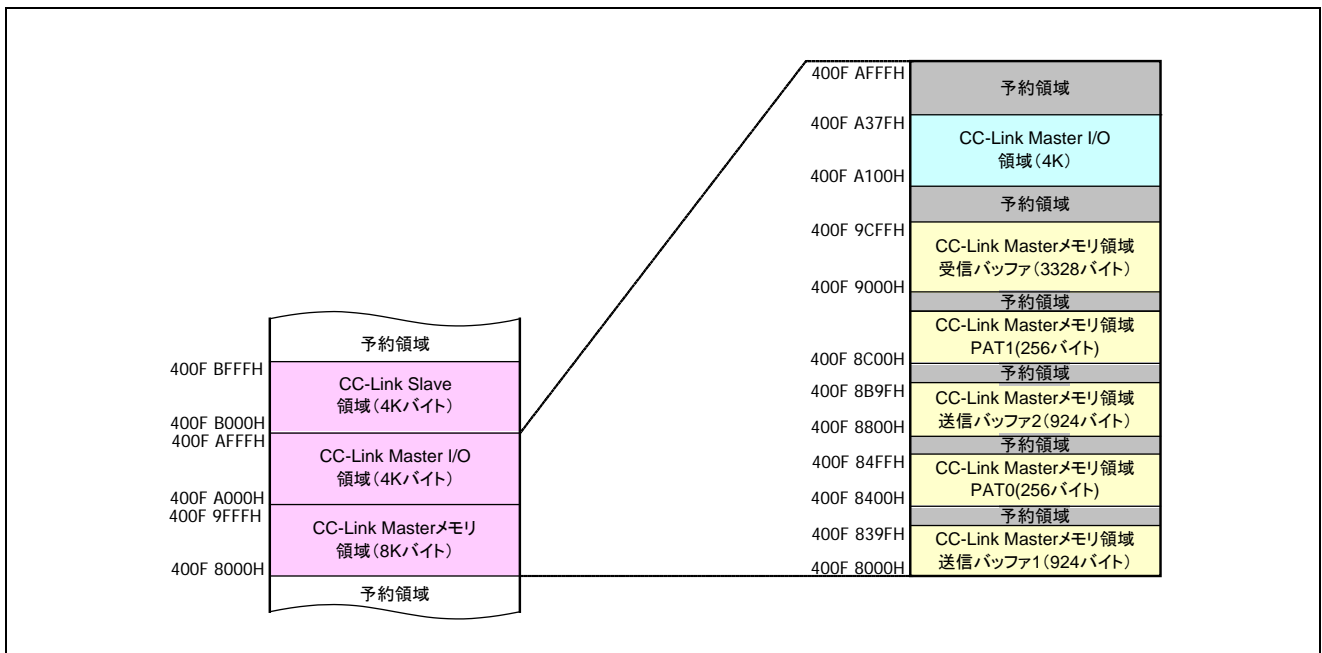 予約領域
400F BFFFH
CC-Link Slave
領域(4Kバイト)
400F B000H
400F AFFFH
CC-Link Master I/O
領域(4Kバイト)
400F A000H
400F 9FFFH
CC-Link Masterメモリ
領域(8Kバイト)
400F 8000H
予約領域
400F AFFFH
予約領域
400F A37FH
CC-Link Master I/O
領域(4K)
400F A100H
予約領域
400F 9CFFH
CC-Link Masterメモリ領域
受信バッファ(3328バイト)
400F 9000H
予約領域
CC-Link Masterメモリ領域
PAT1(256バイト)
400F 8C00H
予約領域
400F 8B9FH
CC-Link Masterメモリ領域
送信バッファ2(924バイト)
400F 8800H
予約領域
400F 84FFH
CC-Link Masterメモリ領域
PAT0(256バイト)
400F 8400H
予約領域
400F 839FH
CC-Link Masterメモリ領域
送信バッファ1(924バイト)
400F 8000H